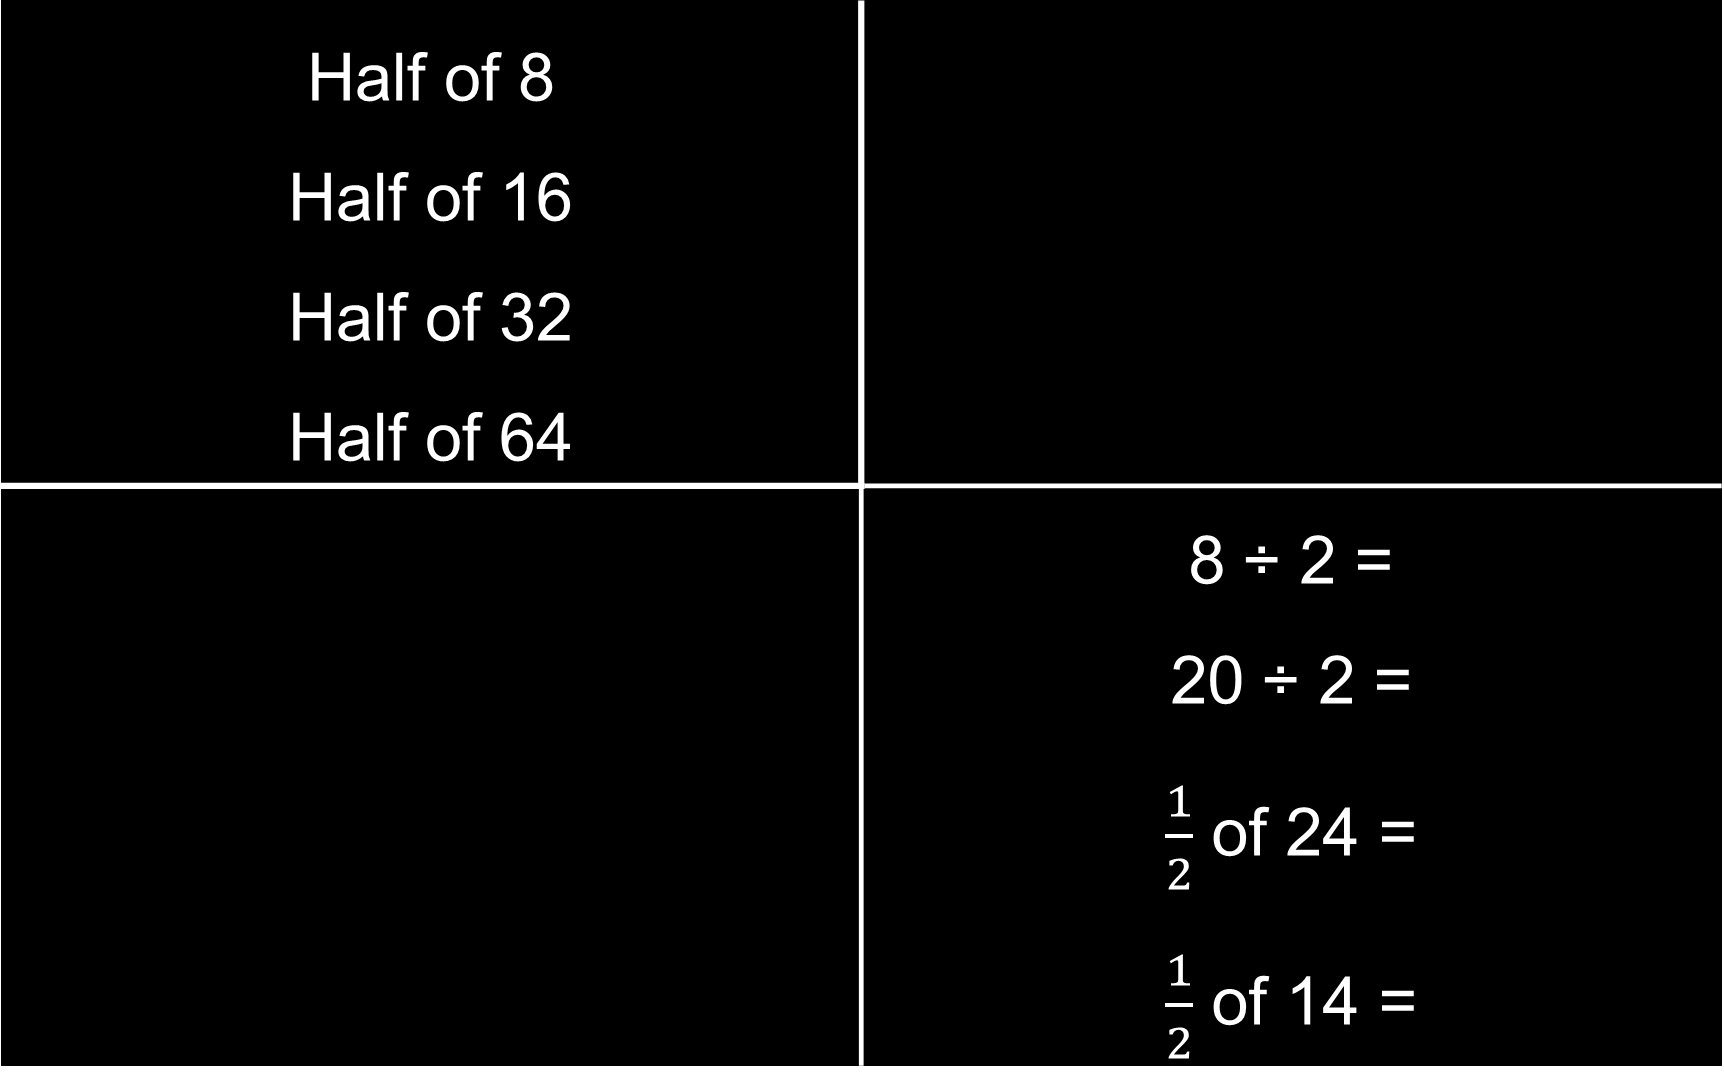 Half of 8
Half of 16
Half of 32
Half of 64
8 ÷ 2 =
20 ÷ 2 =
1/2 of 24 =
1/2 of 14 =